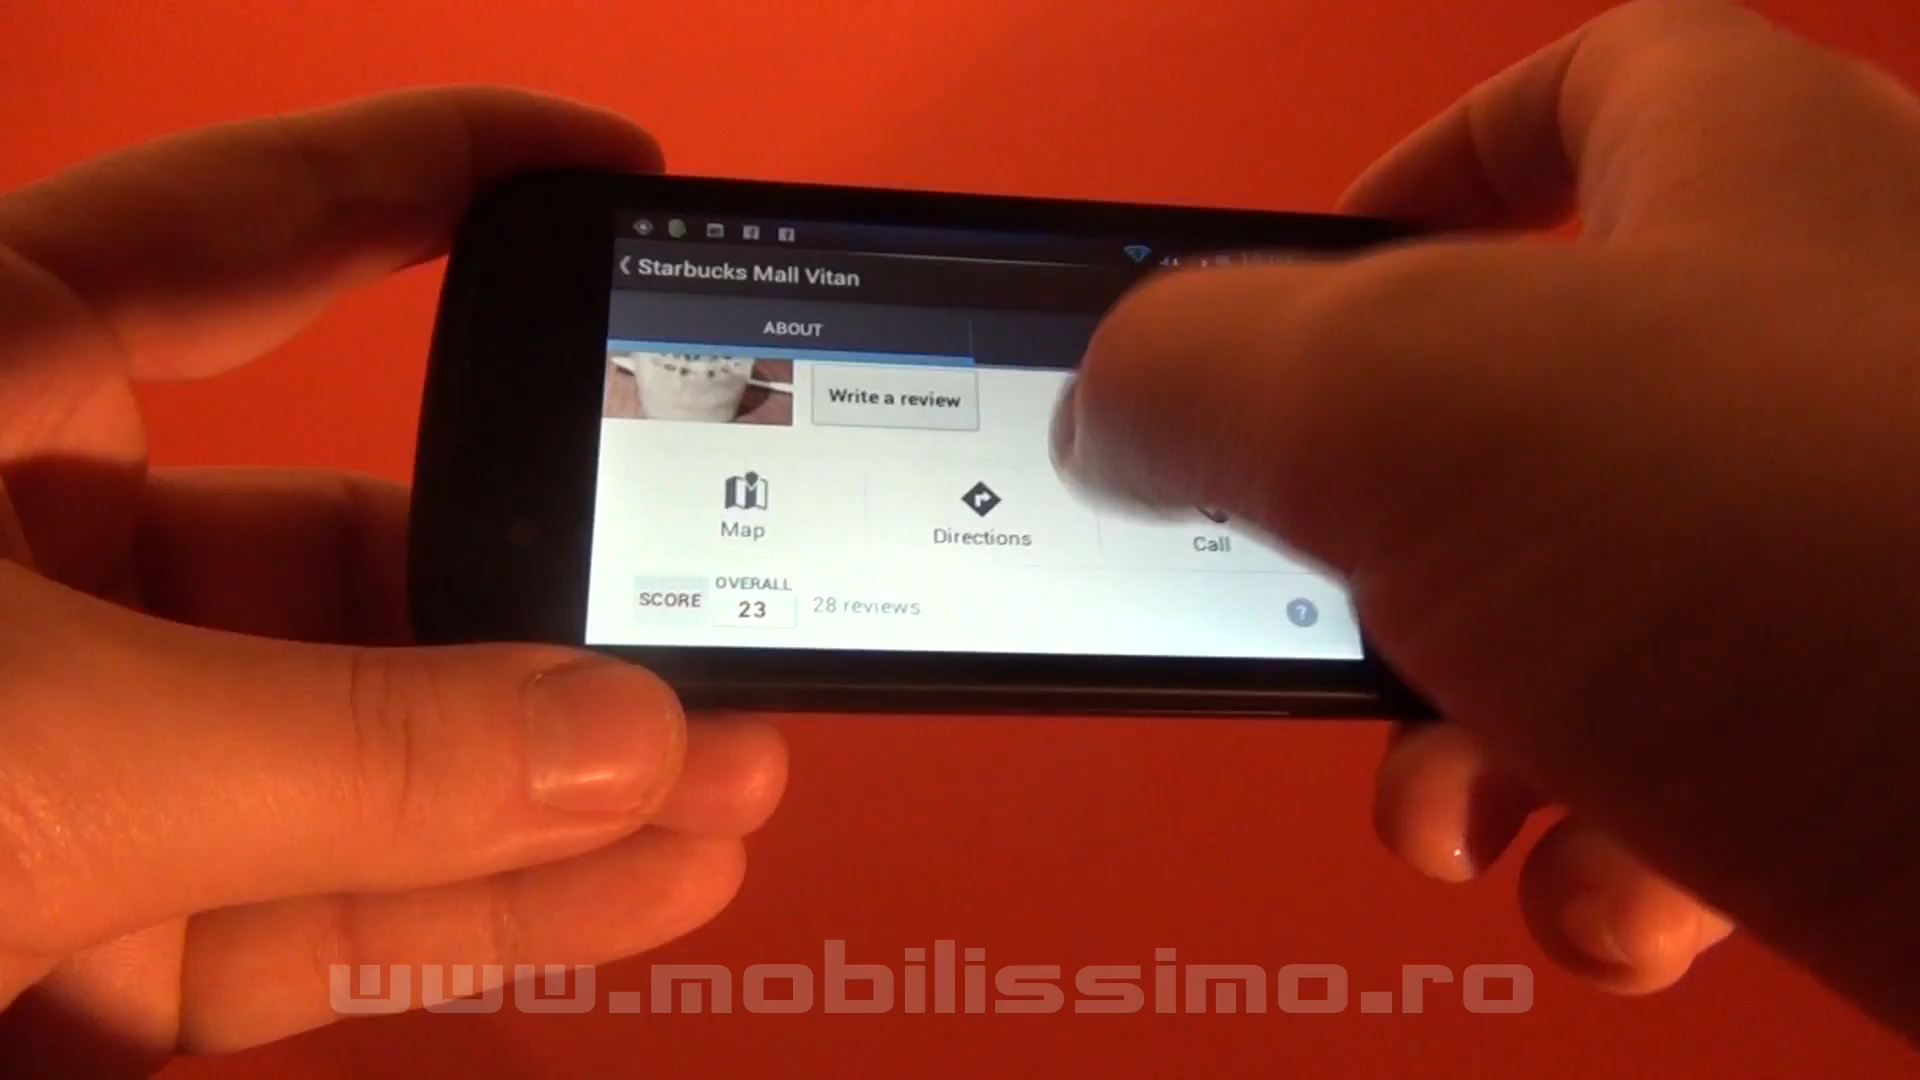 Starbucks Mall Vitan
ABOUT
Write a review
Map
Directions
Call
SCORE
OVERALL
23
28 reviews
?
www.mobilissimo.ro